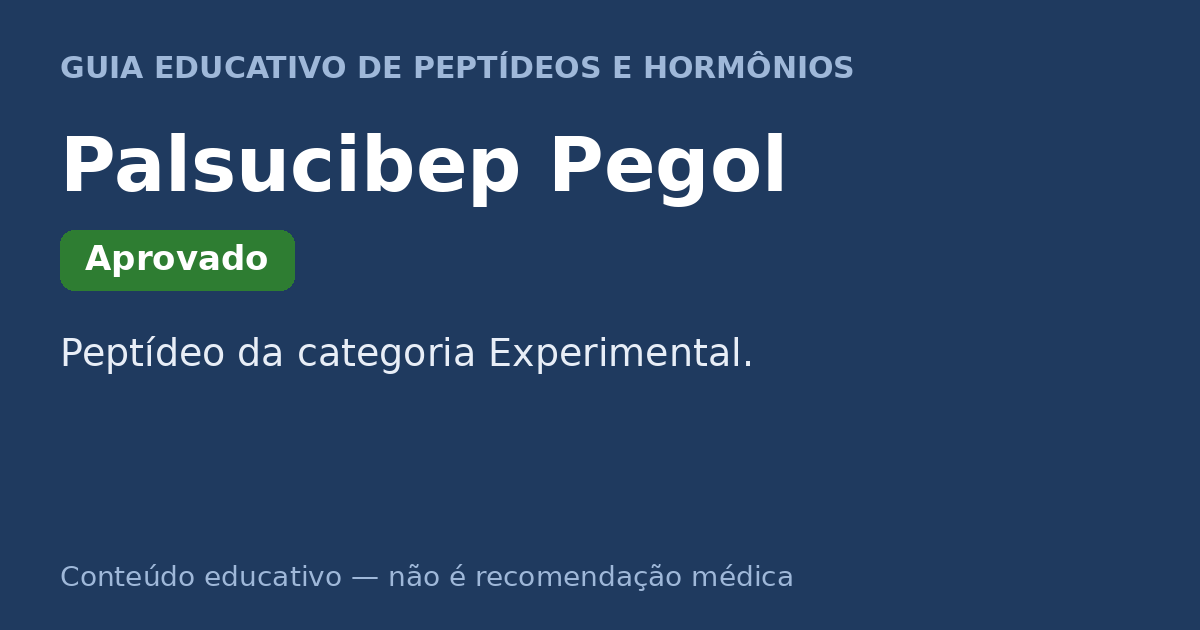 GUIA EDUCATIVO DE PEPTÍDEOS E HORMÔNIOS
Palsucibep Pegol
Aprovado
Peptídeo da categoria Experimental.
Conteúdo educativo — não é recomendação médica